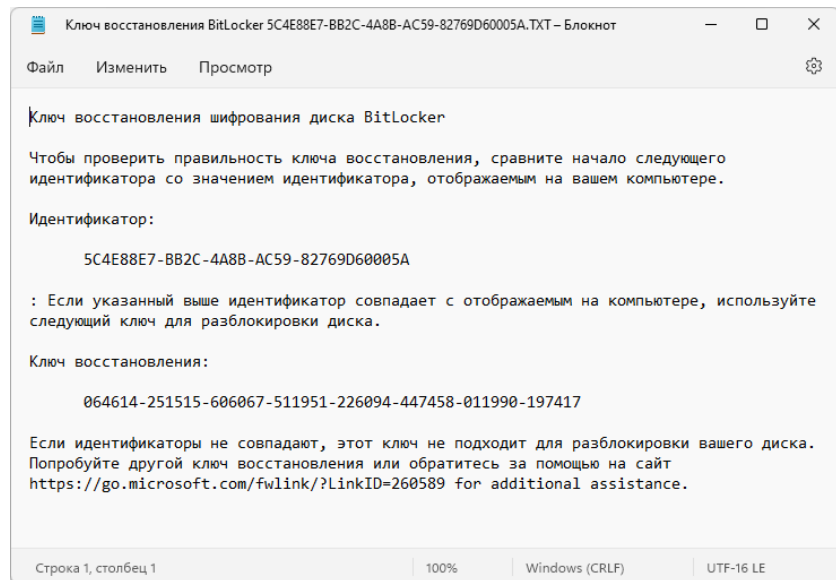 Ключ восстановления BitLocker 5C4E88E7-BB2C-4A8B-AC59-82769D60005A.TXT – Блокнот
Файл Изменить Просмотр
Ключ восстановления шифрования диска BitLocker
Чтобы проверить правильность ключа восстановления, сравните начало следующего
идентификатора со значением идентификатора, отображаемым на вашем компьютере.
Идентификатор:
5C4E88E7-BB2C-4A8B-AC59-82769D60005A
: Если указанный выше идентификатор совпадает с отображаемым на компьютере, используйте
следующий ключ для разблокировки диска.
Ключ восстановления:
064614-251515-606067-511951-226094-447458-011990-197417
Если идентификаторы не совпадают, этот ключ не подходит для разблокировки вашего диска.
Попробуйте другой ключ восстановления или обратитесь за помощью на сайт
https://go.microsoft.com/fwlink/?LinkID=260589 for additional assistance.
Строка 1, столбец 1 100% Windows (CRLF) UTF-16 LE